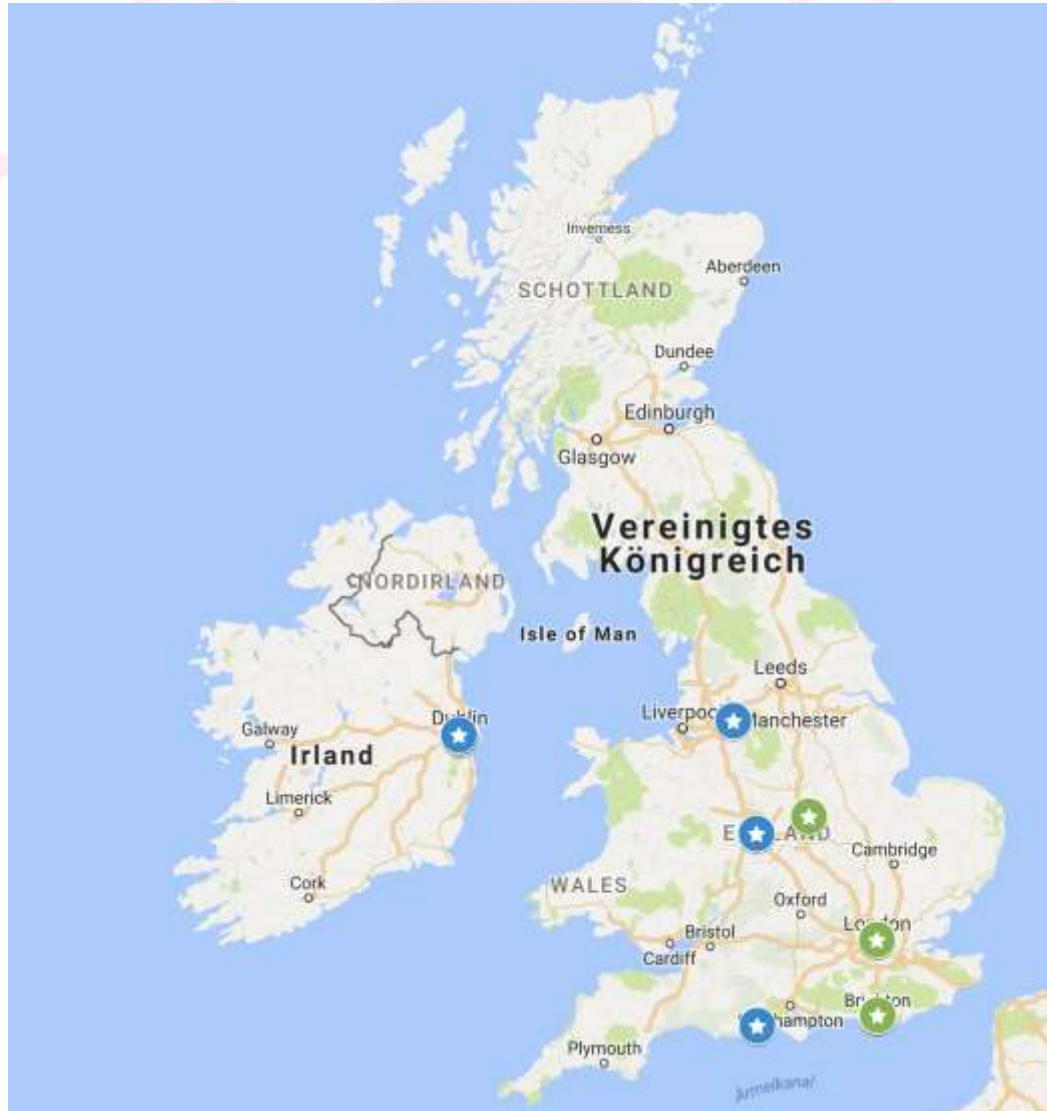 Inverness
Aberdeen
SCHOTTLAND
Dundee
Edinburgh
Glasgow
Vereinigtes
Königreich
NORDIRLAND
Isle of Man
Leeds
Manchester
Galway
Irland
Limerick
Cambridge
Cork
WALES
Oxford
Bristol
Cardiff
Plymouth